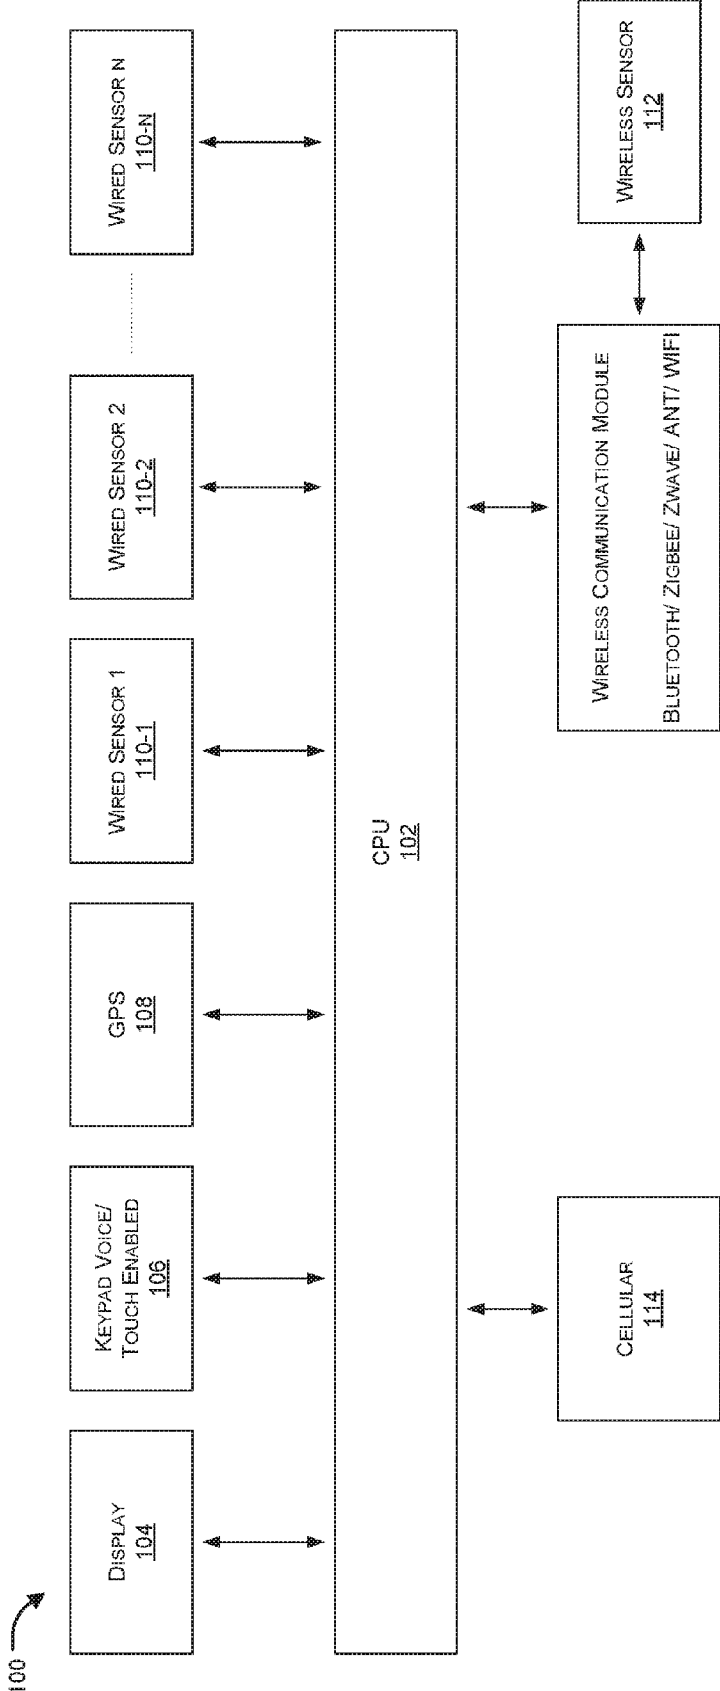 100
DISPLAY
104
KEYPAD VOICE/
TOUCH ENABLED
106
GPS
108
WIRED SENSOR 1
110-1
WIRED SENSOR 2
110-2
WIRED SENSOR N
110-N
CPU
102
CELLULAR
114
WIRELESS COMMUNICATION MODULE
BLUETOOTH/ ZIGBEE/ ZWAVE/ ANT/ WIFI
WIRELESS SENSOR
112